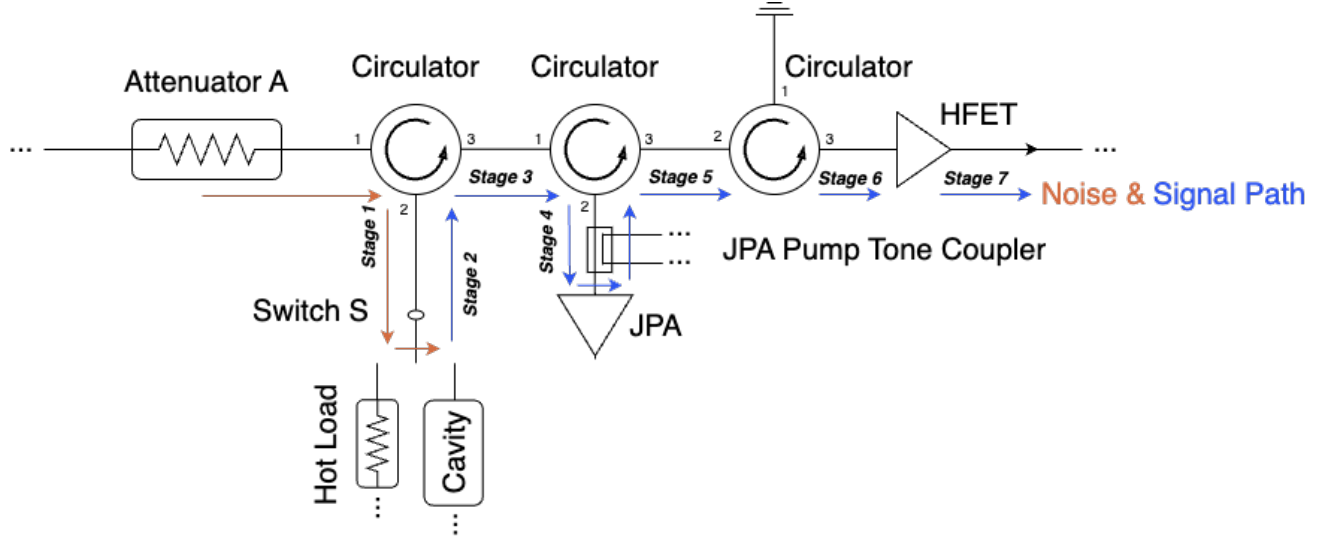 Attenuator A
Circulator
Circulator
Circulator
HFET
...
1
3
1
3
2
1
3
...
Stage 1
2
Stage 2
Stage 3
Stage 4
2
Stage 5
Stage 6
Stage 7
Noise & Signal Path
...
...
JPA Pump Tone Coupler
Switch S
JPA
Hot Load
Cavity
...
...